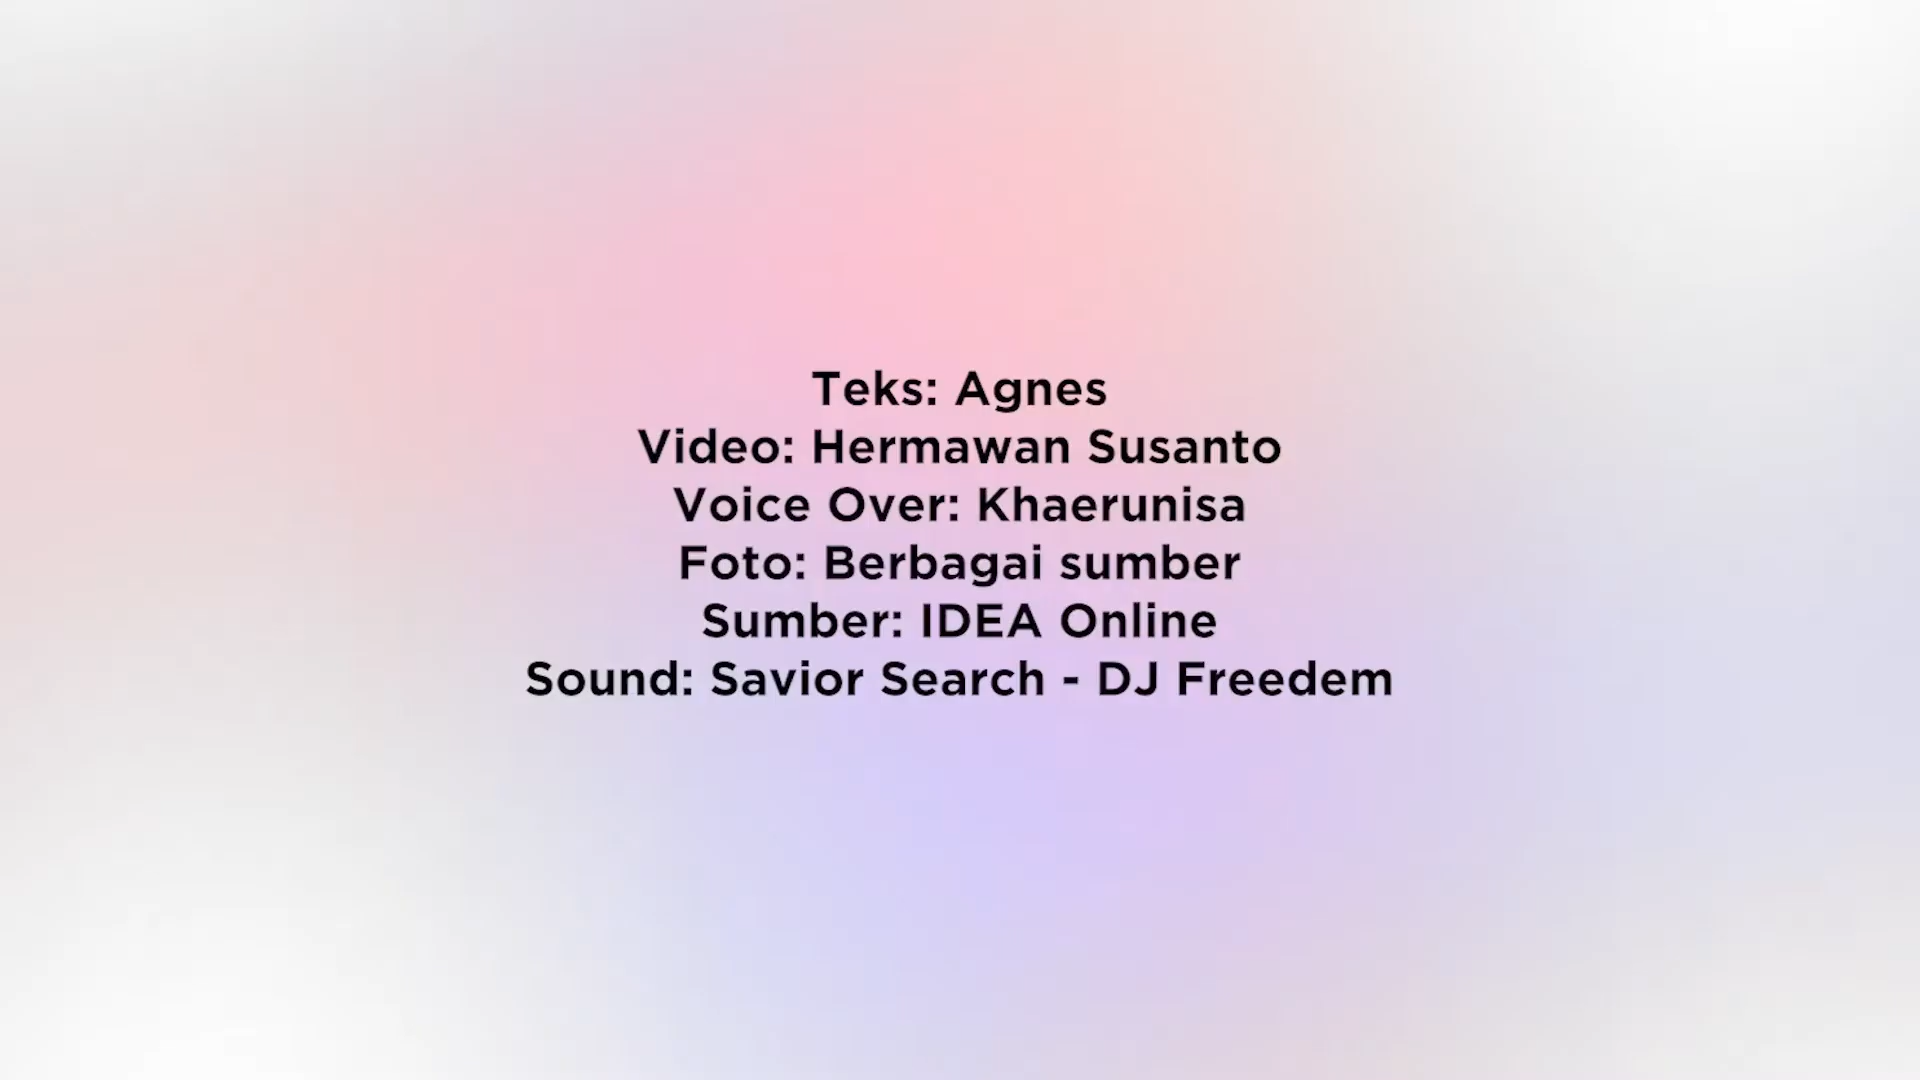 Teks: Agnes
Video: Hermawan Susanto
Voice Over: Khaerunisa
Foto: Berbagai sumber
Sumber: IDEA Online
Sound: Savior Search - DJ Freedem